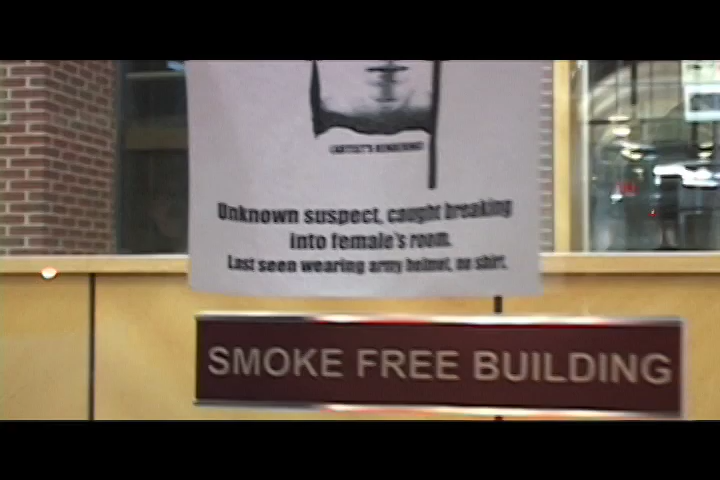 (ARTIST'S RENDERING)
Unknown suspect, caught breaking
into female's room.
Last seen wearing army helmet, no shirt.
SMOKE FREE BUILDING